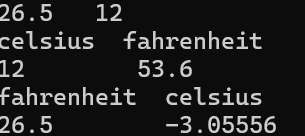 26.5   12
celsius  fahrenheit
12          53.6
fahrenheit  celsius
26.5        -3.05556